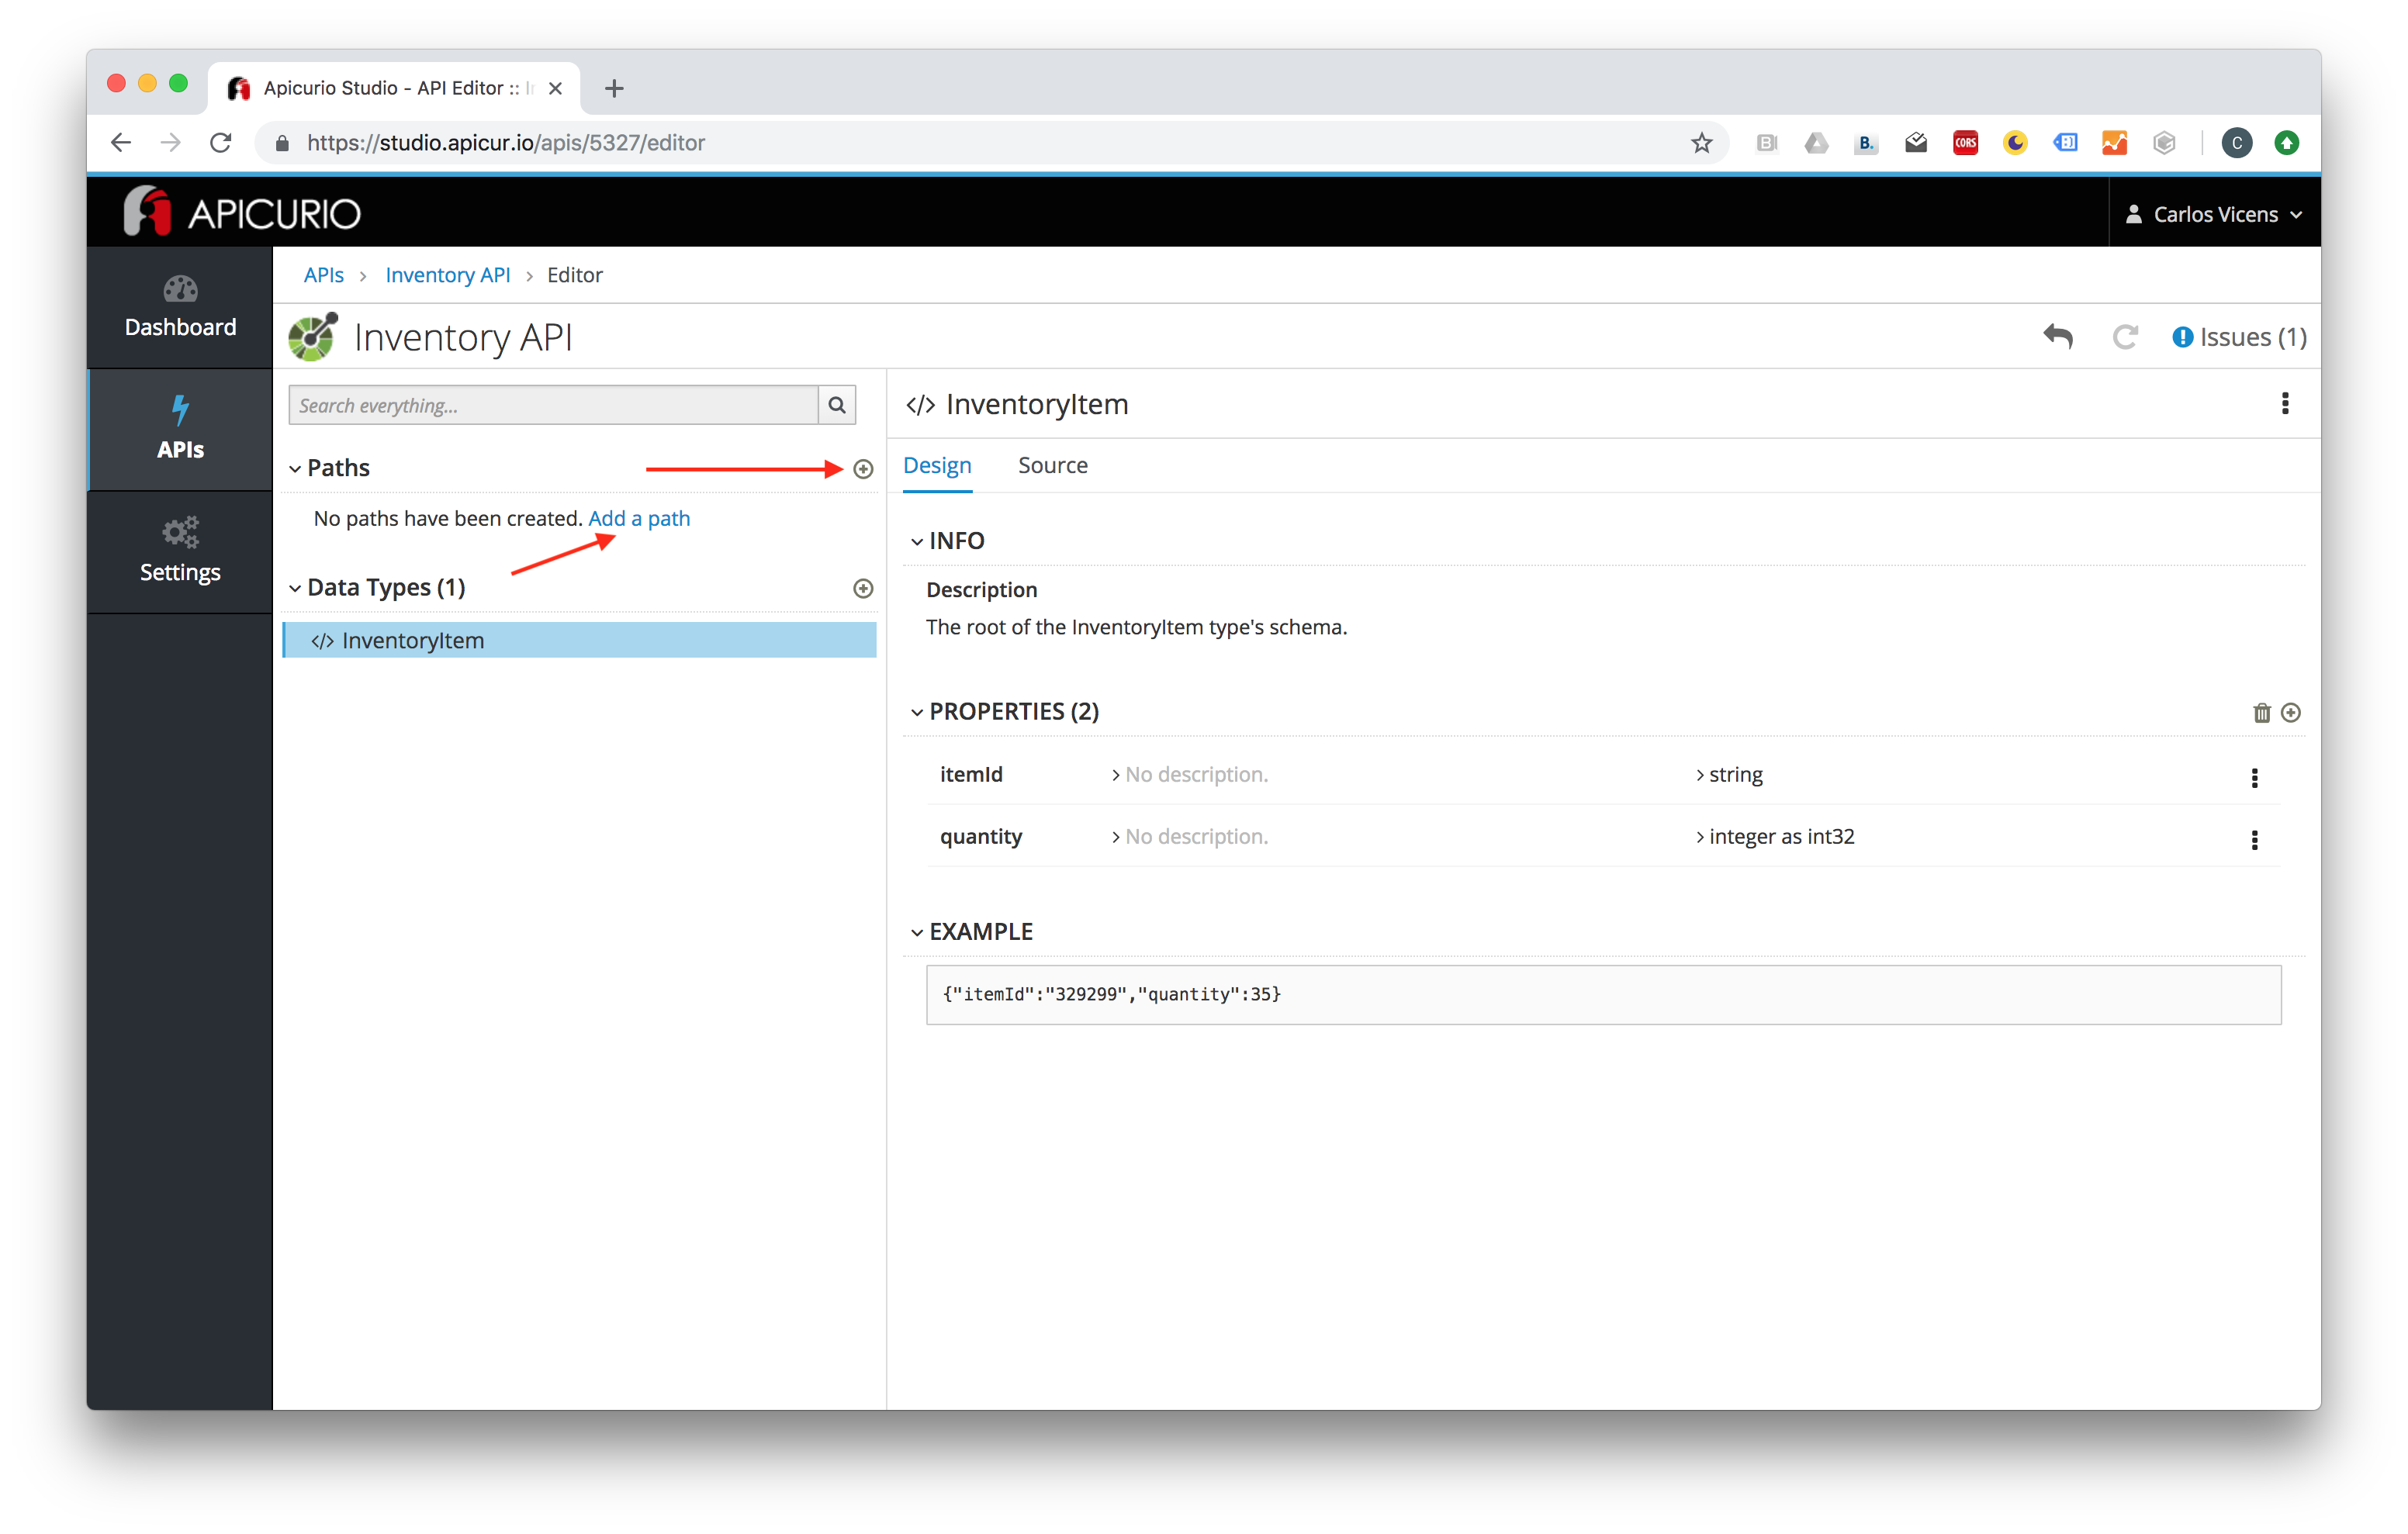 Apicurio Studio - API Editor ::
https://studio.apicur.io/apis/5327/editor
B.
CORS
C
APICURIO
Carlos Vicens
Dashboard
APIs
Settings
APIs > Inventory API > Editor
Inventory API
Issues (1)
Search everything...
Paths
No paths have been created. Add a path
Data Types (1)
</> InventoryItem
</> InventoryItem
Design Source
INFO
Description
The root of the InventoryItem type's schema.
PROPERTIES (2)
itemId > No description. > string
quantity > No description. > integer as int32
EXAMPLE
{"itemId":"329299","quantity":35}